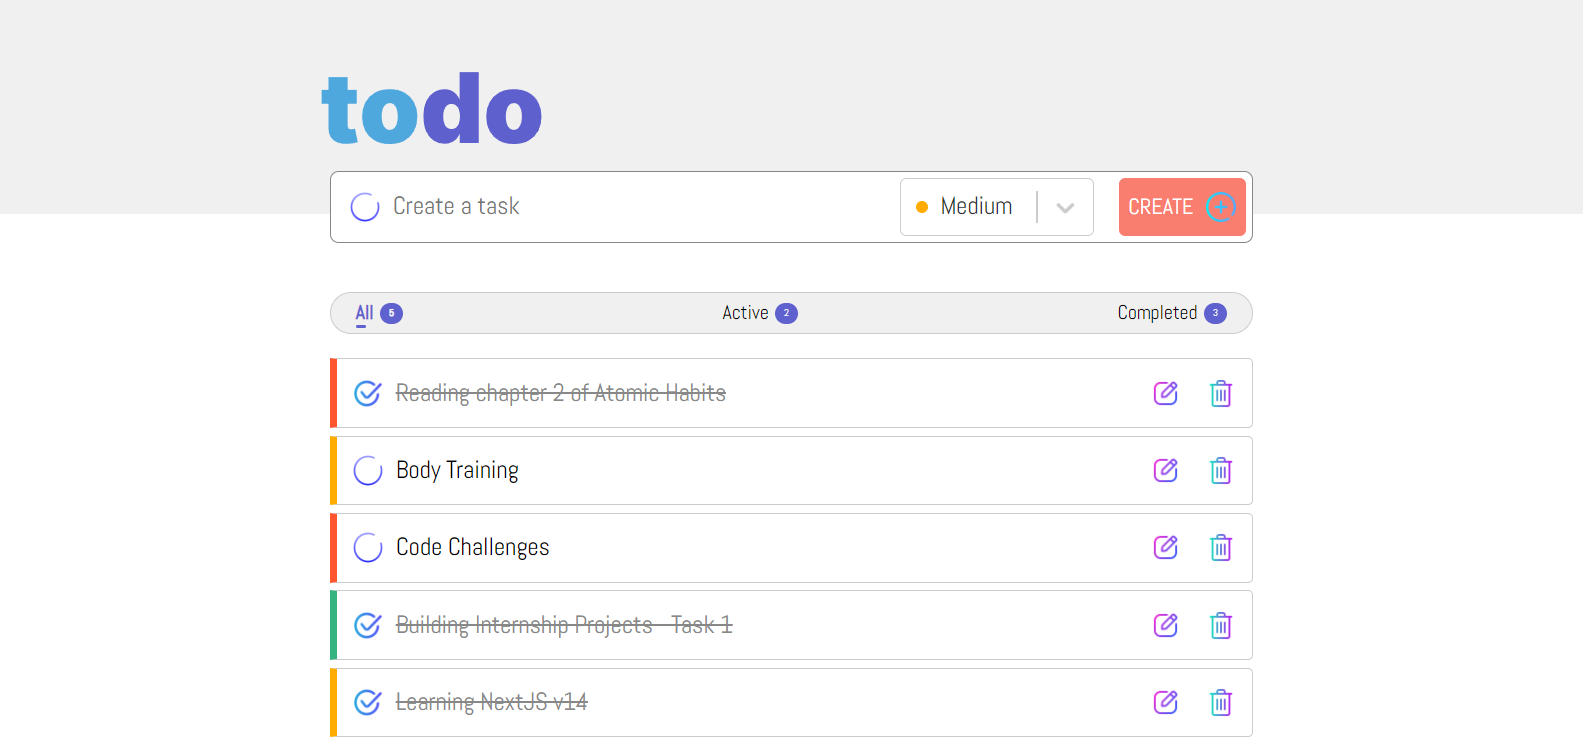 todo
Create a task Medium CREATE
All 5 Active 2 Completed 3
Reading chapter 2 of Atomic Habits
Body Training
Code Challenges
Building Internship Projects - Task 1
Learning NextJS v14